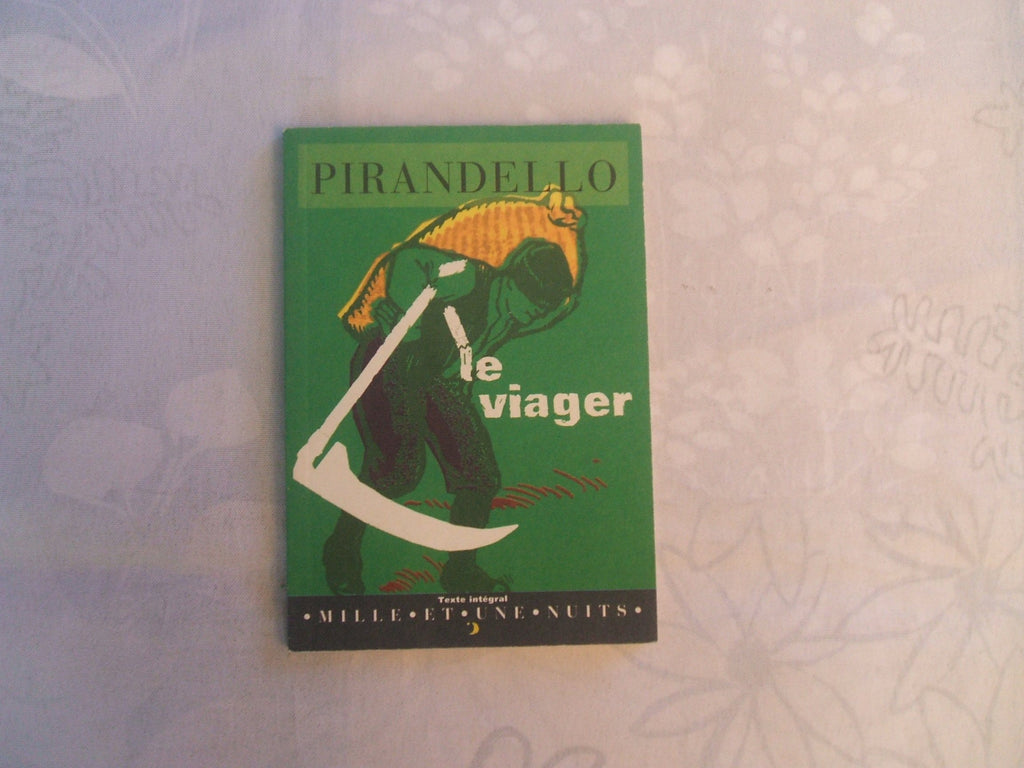 PIRANDELLO
le
viager
Texte intégral
• MILLE • ET • UNE • NUITS •